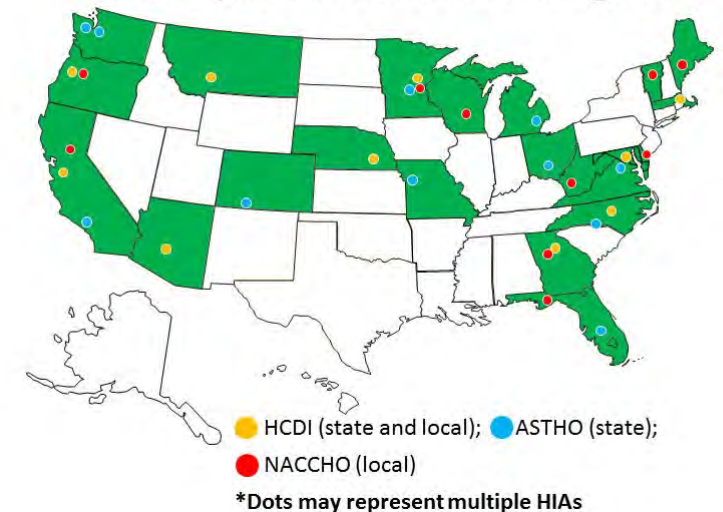 HCDI (state and local); ASTHO (state);
NACCHO (local)
*Dots may represent multiple HIAs